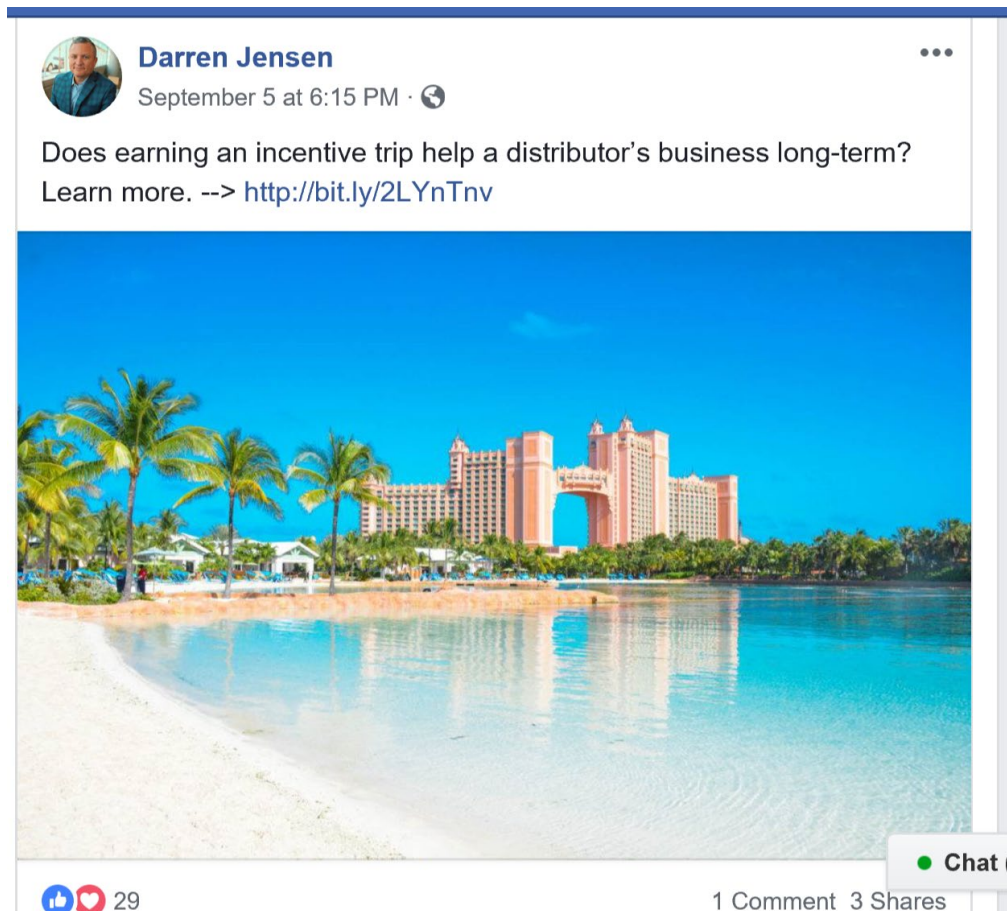 Darren Jensen
September 5 at 6:15 PM ·
Does earning an incentive trip help a distributor’s business long-term?
Learn more. --> http://bit.ly/2LYnTnv
Chat (
29
1 Comment 3 Shares